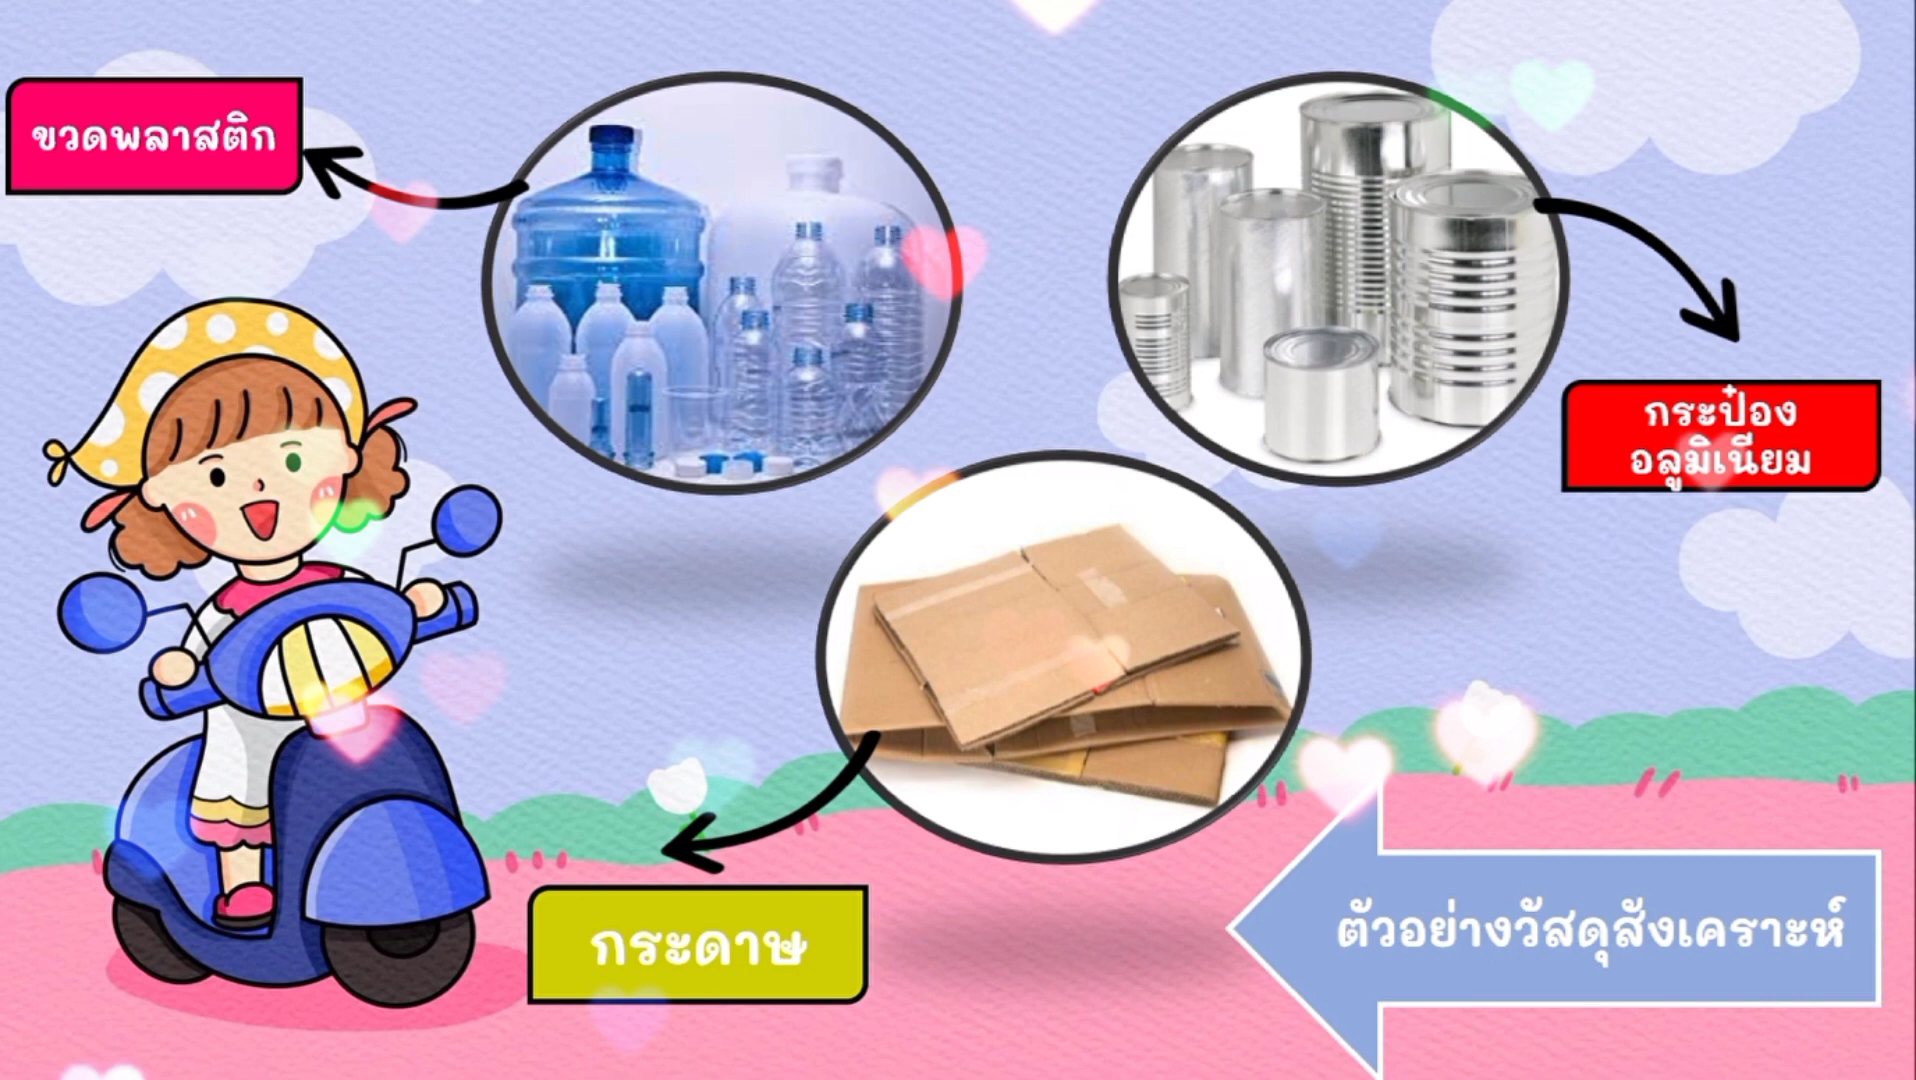 ขวดพลาสติก
กระป๋อง
อลูมิเนียม
กระดาษ
ตัวอย่างวัสดุสังเคราะห์